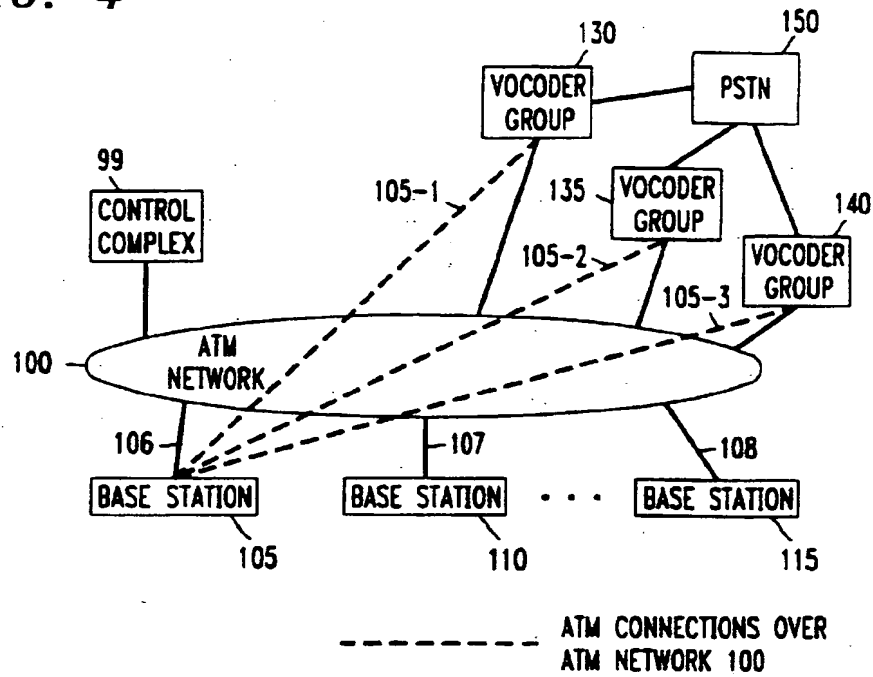 150
130
VOCODER
GROUP
PSTN
99
CONTROL
COMPLEX
105-1
135
VOCODER
GROUP
140
VOCODER
GROUP
105-2
105-3
100
ATM
NETWORK
106
107
108
BASE STATION
BASE STATION
. . .
BASE STATION
105
110
115
ATM CONNECTIONS OVER
ATM NETWORK 100